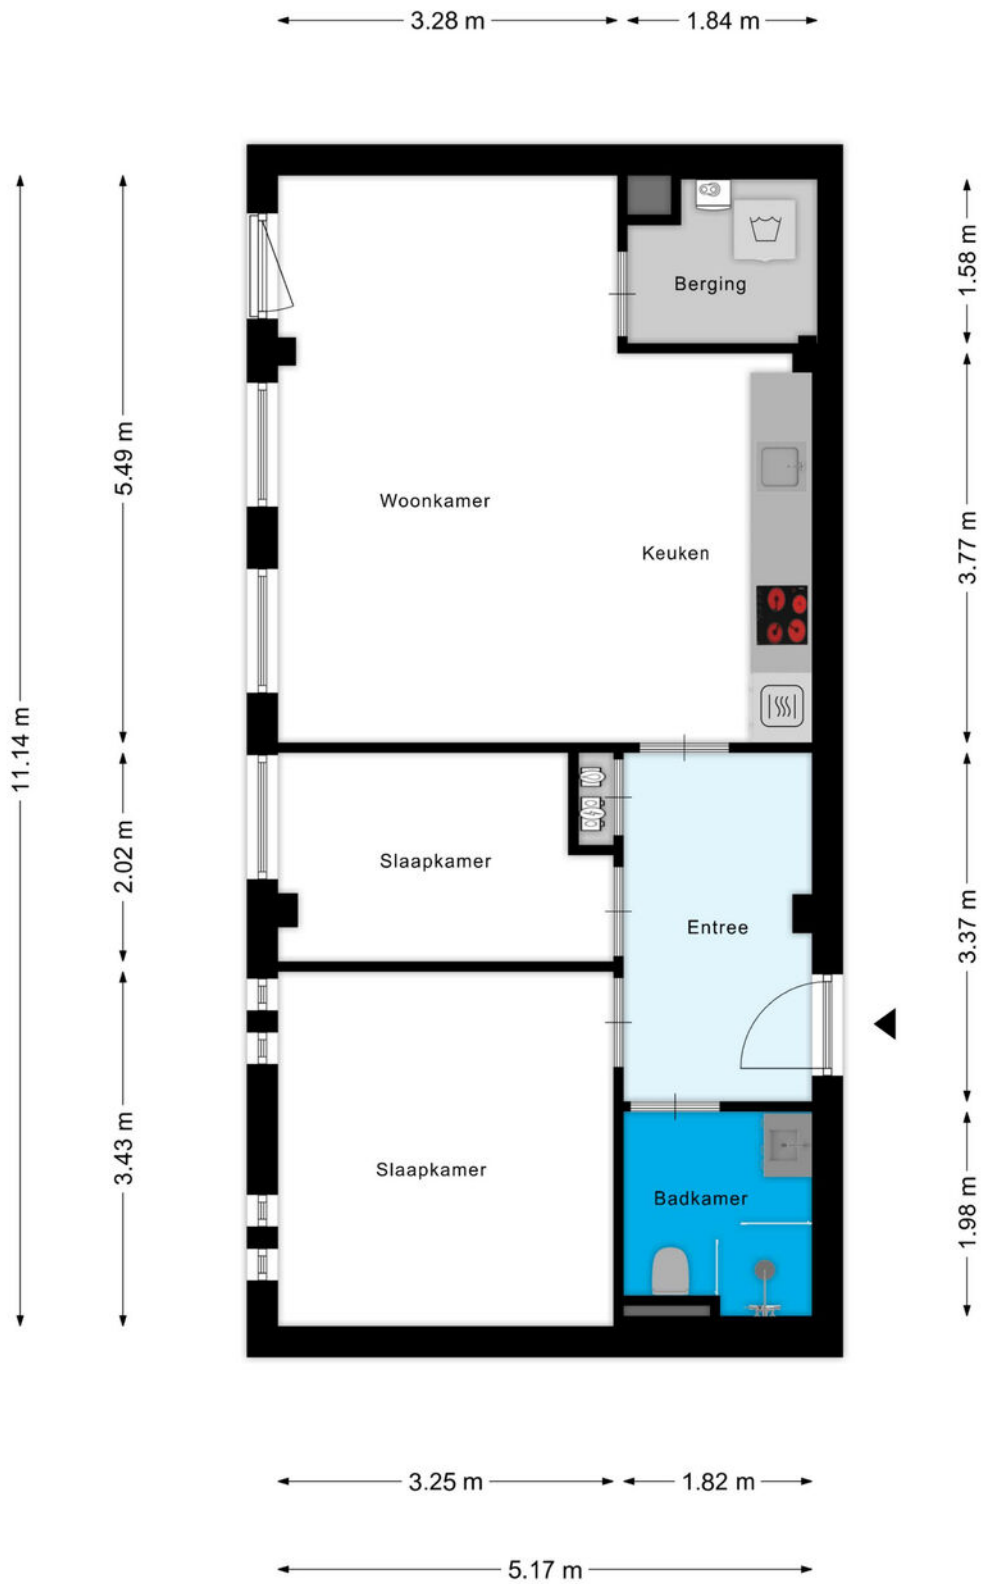 3.28 m
1.84 m
Berging
1.58 m
5.49 m
Woonkamer
Keuken
3.77 m
11.14 m
2.02 m
Slaapkamer
Entree
3.37 m
3.43 m
Slaapkamer
Badkamer
1.98 m
3.25 m
1.82 m
5.17 m